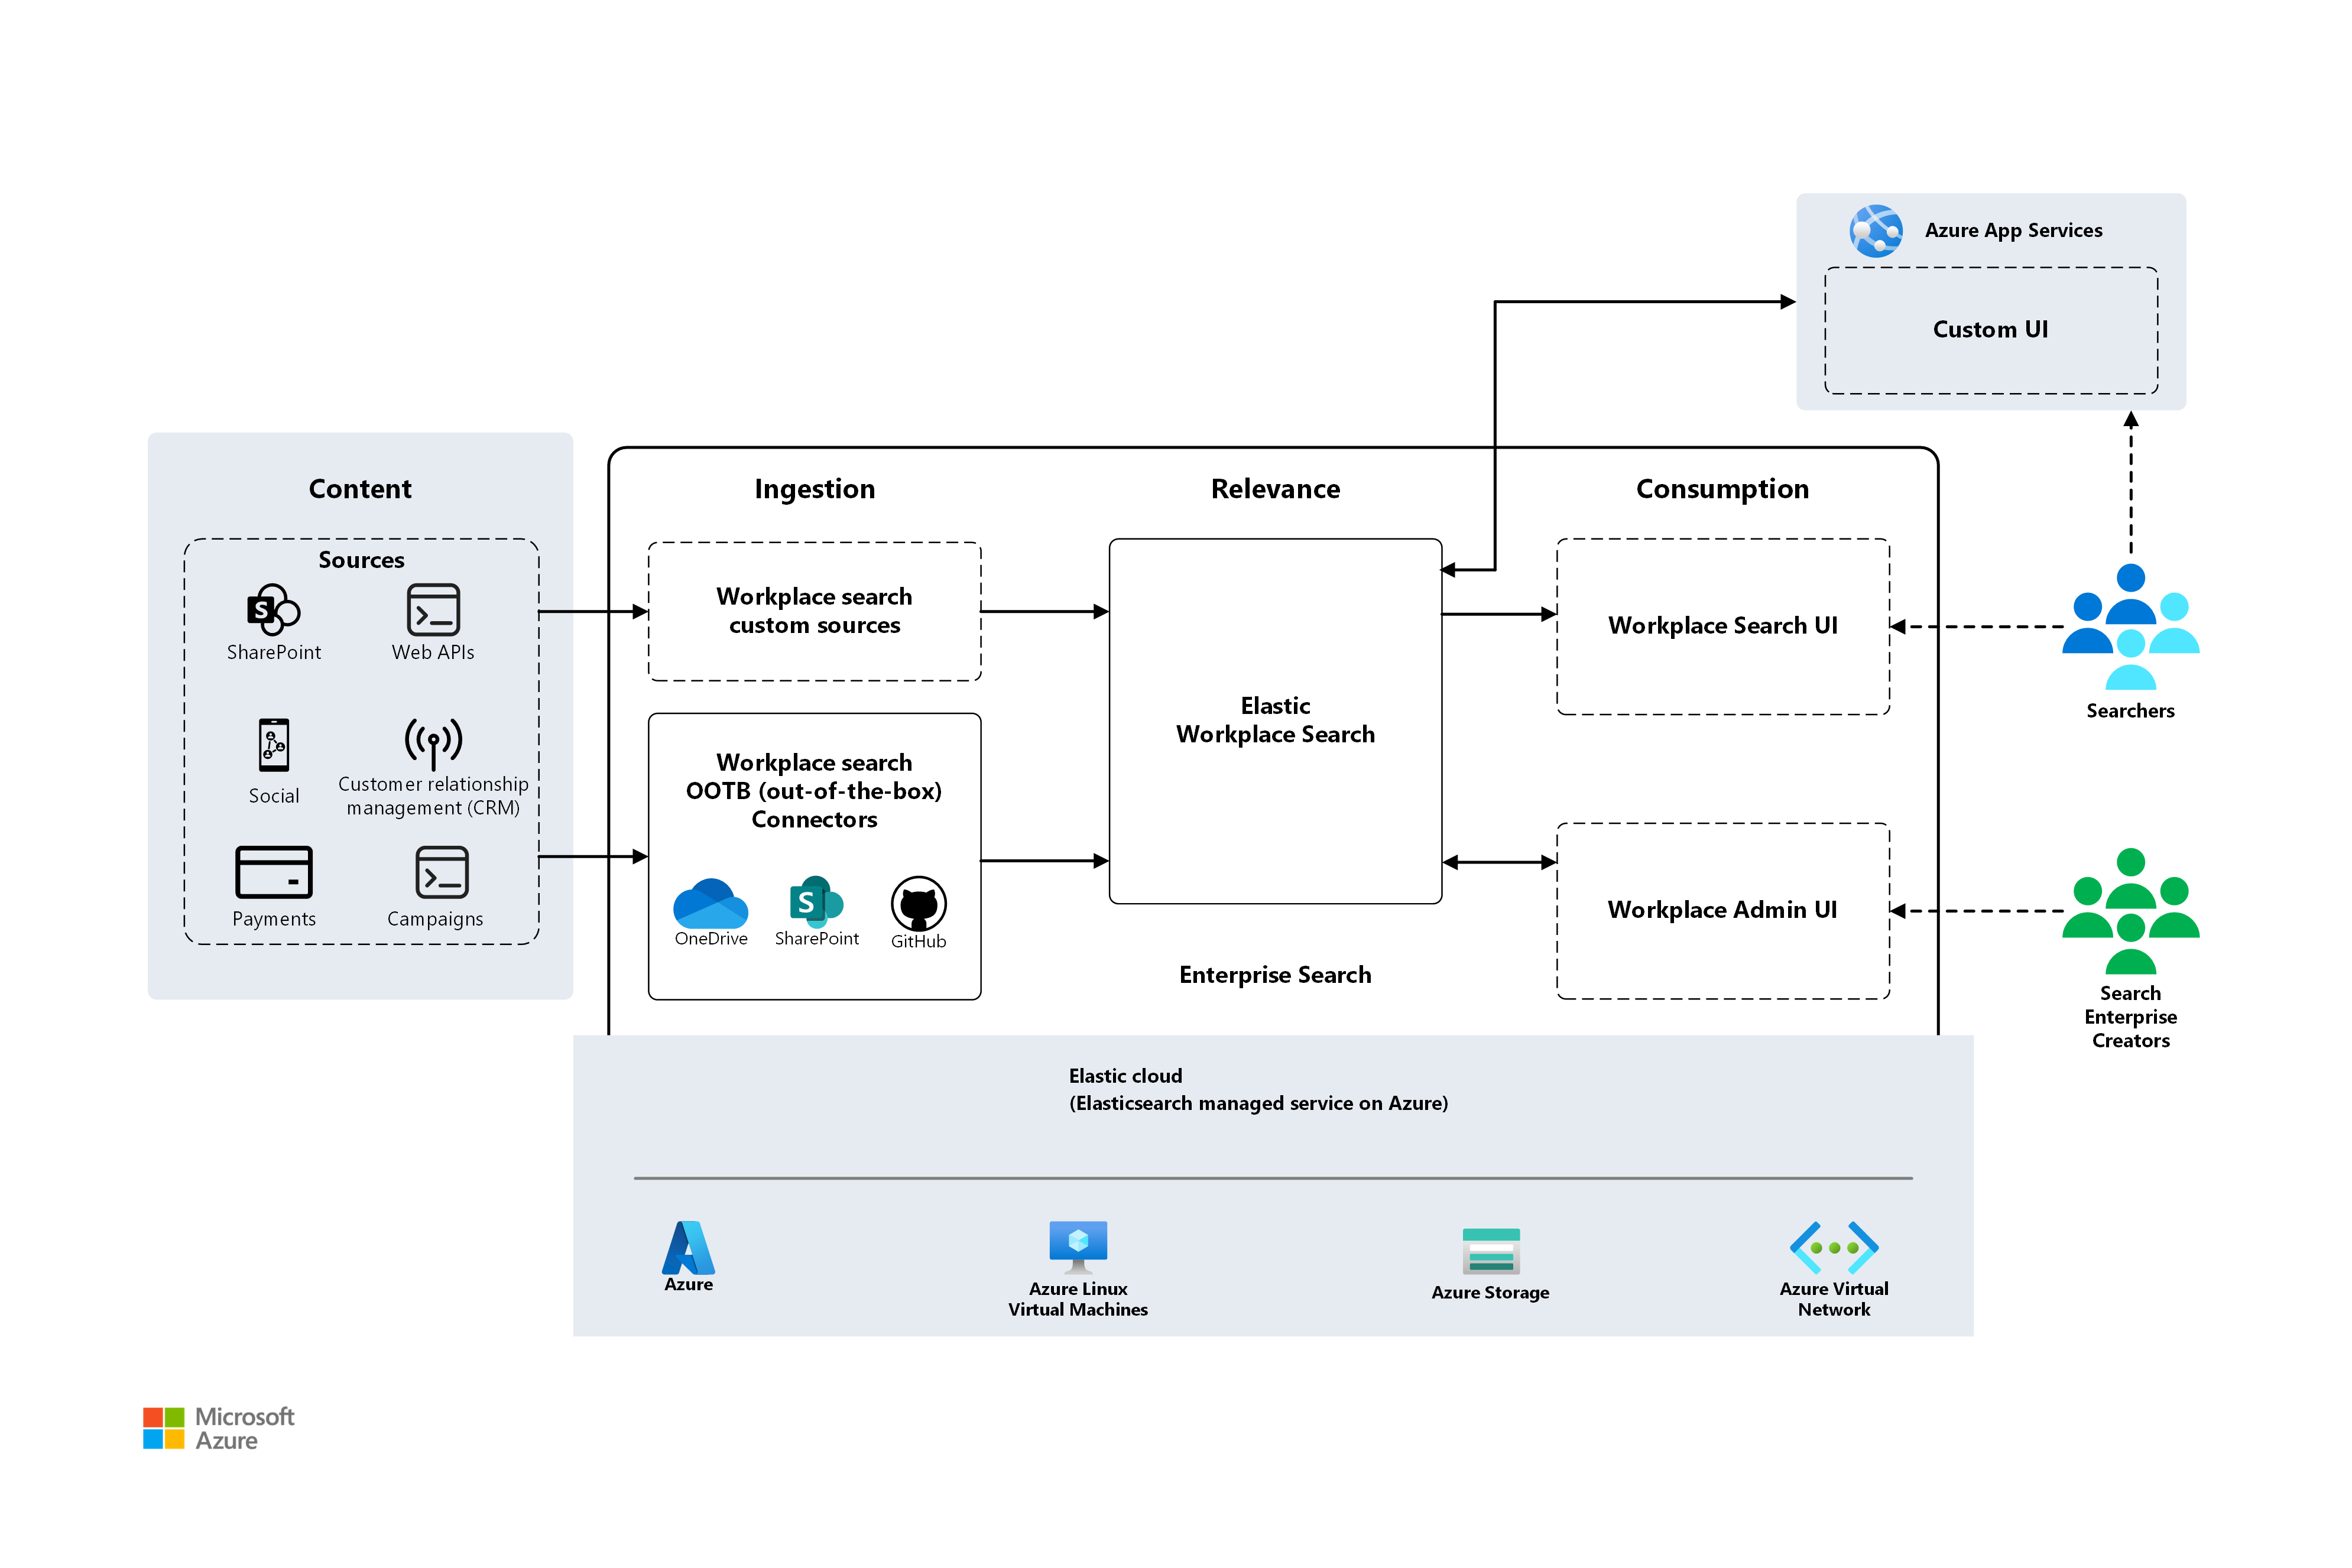 Azure App Services
Custom UI
Content
Sources
SharePoint
Web APIs
Social
Customer relationship
management (CRM)
Payments
Campaigns
Ingestion
Workplace search
custom sources
Workplace search
OOTB (out-of-the-box)
Connectors
OneDrive
SharePoint
GitHub
Relevance
Elastic
Workplace Search
Enterprise Search
Consumption
Workplace Search UI
Workplace Admin UI
Searchers
Search
Enterprise
Creators
Elastic cloud
(Elasticsearch managed service on Azure)
Azure
Azure Linux
Virtual Machines
Azure Storage
Azure Virtual
Network
Microsoft
Azure